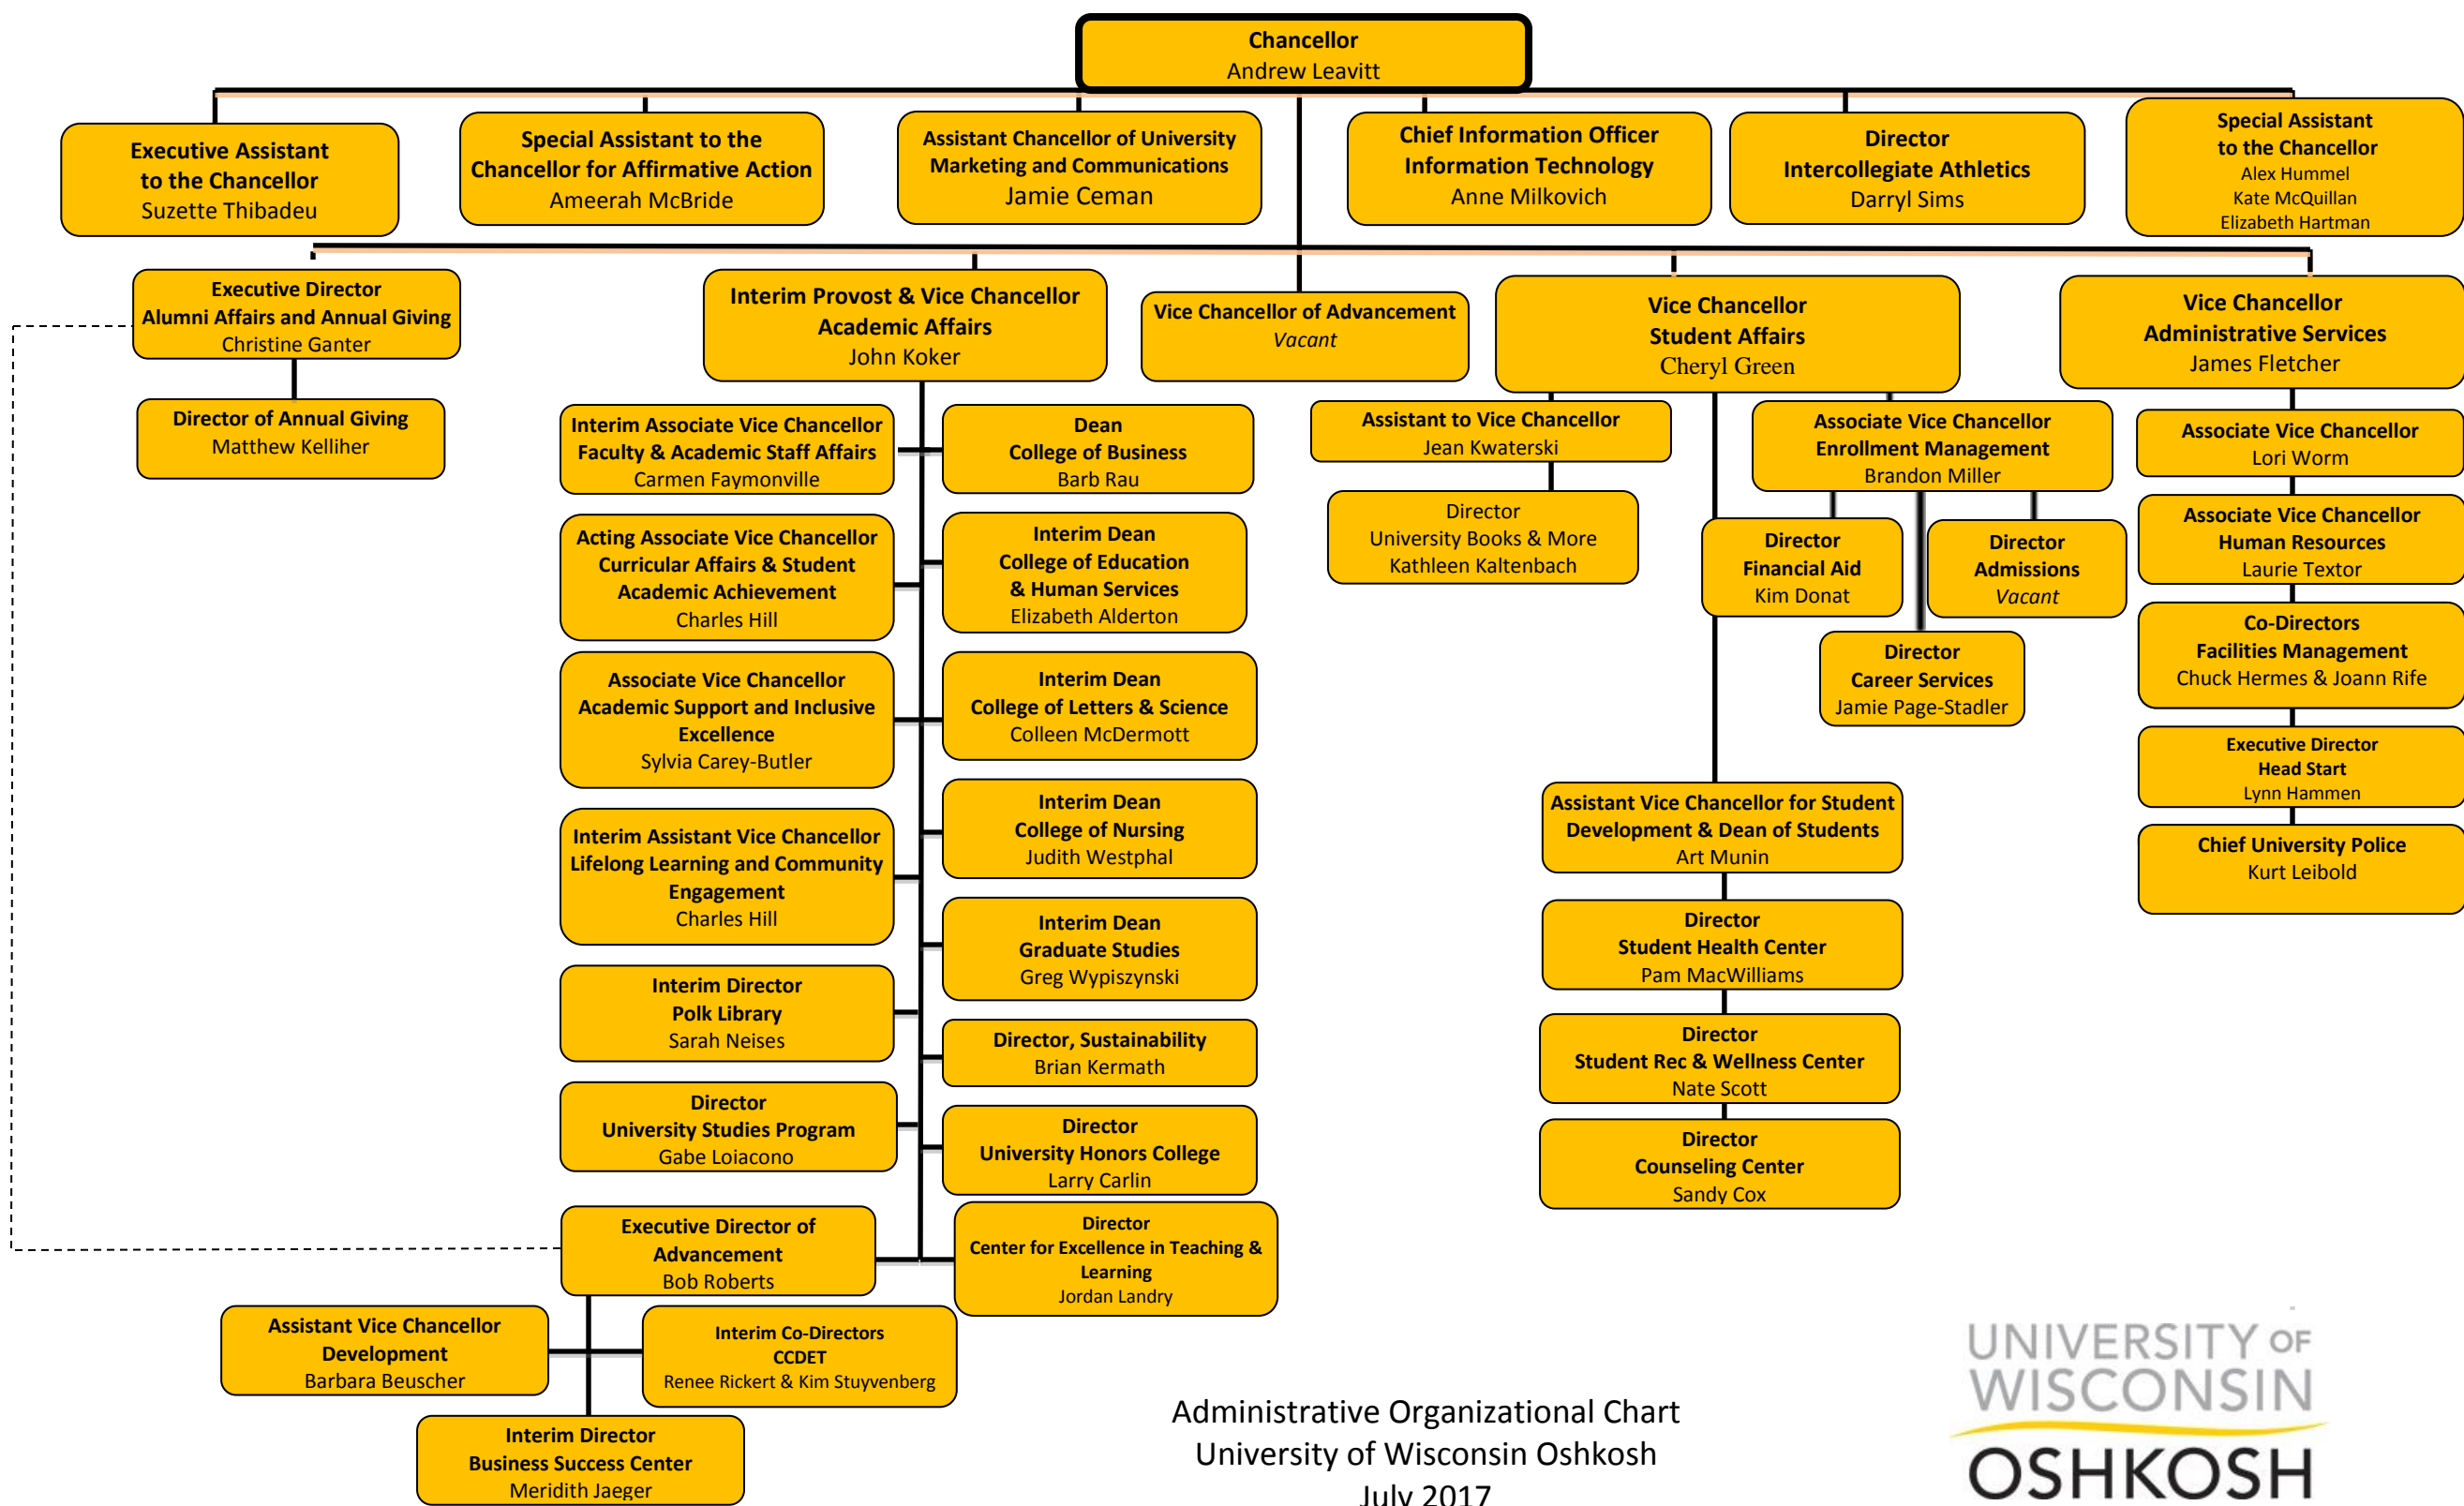 Chancellor
Andrew Leavitt
Executive Assistant
to the Chancellor
Suzette Thibadeu
Special Assistant to the
Chancellor for Affirmative Action
Ameerah McBride
Assistant Chancellor of University
Marketing and Communications
Jamie Ceman
Chief Information Officer
Information Technology
Anne Milkovich
Director
Intercollegiate Athletics
Darryl Sims
Special Assistant
to the Chancellor
Alex Hummel
Kate McQuillan
Elizabeth Hartman
Executive Director
Alumni Affairs and Annual Giving
Christine Ganter
Interim Provost & Vice Chancellor
Academic Affairs
John Koker
Vice Chancellor of Advancement
Vacant
Vice Chancellor
Student Affairs
Cheryl Green
Vice Chancellor
Administrative Services
James Fletcher
Director of Annual Giving
Matthew Kelliher
Interim Associate Vice Chancellor
Faculty & Academic Staff Affairs
Carmen Faymonville
Dean
College of Business
Barb Rau
Acting Associate Vice Chancellor
Curricular Affairs & Student
Academic Achievement
Charles Hill
Interim Dean
College of Education
& Human Services
Elizabeth Alderton
Associate Vice Chancellor
Academic Support and Inclusive
Excellence
Sylvia Carey-Butler
Interim Dean
College of Letters & Science
Colleen McDermott
Interim Assistant Vice Chancellor
Lifelong Learning and Community
Engagement
Charles Hill
Interim Dean
College of Nursing
Judith Westphal
Interim Dean
Graduate Studies
Greg Wypiszynski
Interim Director
Polk Library
Sarah Neises
Director, Sustainability
Brian Kermath
Director
University Studies Program
Gabe Loiacono
Director
University Honors College
Larry Carlin
Executive Director of
Advancement
Bob Roberts
Director
Center for Excellence in Teaching &
Learning
Jordan Landry
Assistant Vice Chancellor
Development
Barbara Beuscher
Interim Co-Directors
CCDET
Renee Rickert & Kim Stuyvenberg
Interim Director
Business Success Center
Meridith Jaeger
Assistant to Vice Chancellor
Jean Kwaterski
Director
University Books & More
Kathleen Kaltenbach
Associate Vice Chancellor
Enrollment Management
Brandon Miller
Director
Financial Aid
Kim Donat
Director
Admissions
Vacant
Director
Career Services
Jamie Page-Stadler
Assistant Vice Chancellor for Student
Development & Dean of Students
Art Munin
Director
Student Health Center
Pam MacWilliams
Director
Student Rec & Wellness Center
Nate Scott
Director
Counseling Center
Sandy Cox
Associate Vice Chancellor
Lori Worm
Associate Vice Chancellor
Human Resources
Laurie Textor
Co-Directors
Facilities Management
Chuck Hermes & Joann Rife
Executive Director
Head Start
Lynn Hammen
Chief University Police
Kurt Leibold
Administrative Organizational Chart
University of Wisconsin Oshkosh
July 2017
UNIVERSITY OF
WISCONSIN
OSHKOSH